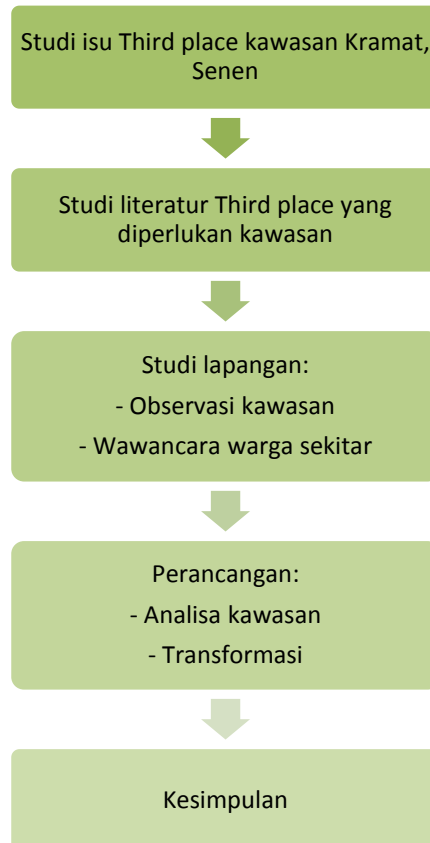 Studi isu Third place kawasan Kramat,
Senen
Studi literatur Third place yang
diperlukan kawasan
Studi lapangan:
- Observasi kawasan
- Wawancara warga sekitar
Perancangan:
- Analisa kawasan
- Transformasi
Kesimpulan